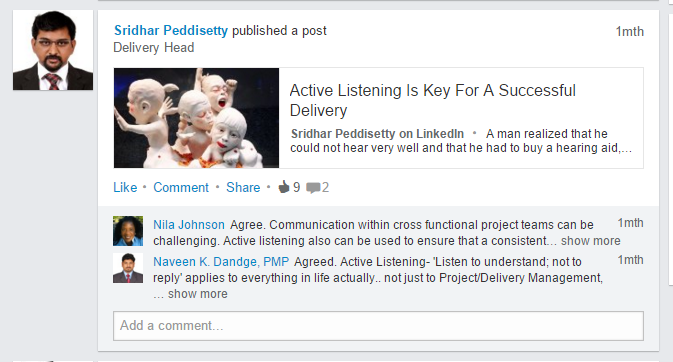 Sridhar Peddisetty published a post 1mth
Delivery Head
Active Listening Is Key For A Successful
Delivery
Sridhar Peddisetty on LinkedIn • A man realized that he
could not hear very well and that he had to buy a hearing aid,...
Like • Comment • Share • 9 2
Nila Johnson Agree. Communication within cross functional project teams can be 1mth
challenging. Active listening also can be used to ensure that a consistent... show more
Naveen K. Dandge, PMP Agreed. Active Listening- 'Listen to understand; not to 1mth
reply' applies to everything in life actually.. not just to Project/Delivery Management,
... show more
Add a comment...